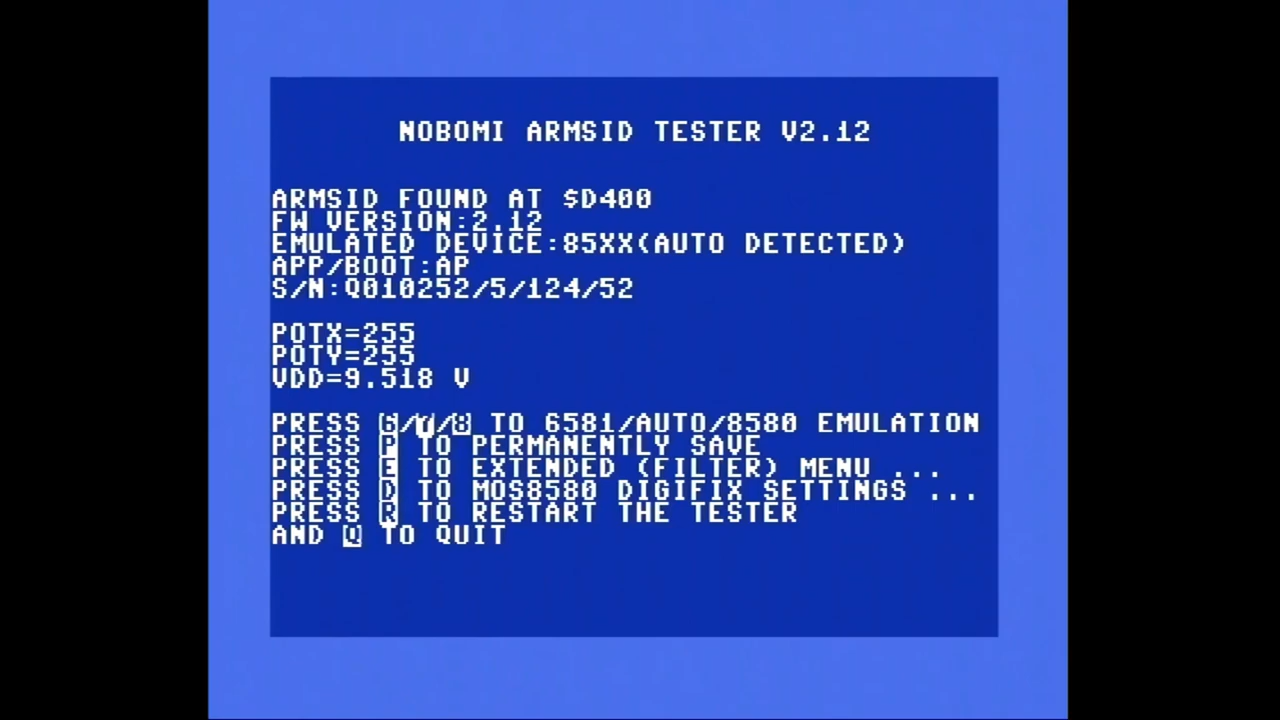 NOBOMI ARMSID TESTER V2.12
ARMSID FOUND AT $D400
FW VERSION:2.12
EMULATED DEVICE:85XX(AUTO DETECTED)
APP/BOOT:AP
S/N:Q010252/5/124/52
POTX=255
POTY=255
VDD=9.518 V
PRESS 6/7/8 TO 6581/AUTO/8580 EMULATION
PRESS P TO PERMANENTLY SAVE
PRESS E TO EXTENDED (FILTER) MENU ...
PRESS D TO MOS8580 DIGIFIX SETTINGS ...
PRESS R TO RESTART THE TESTER
AND Q TO QUIT